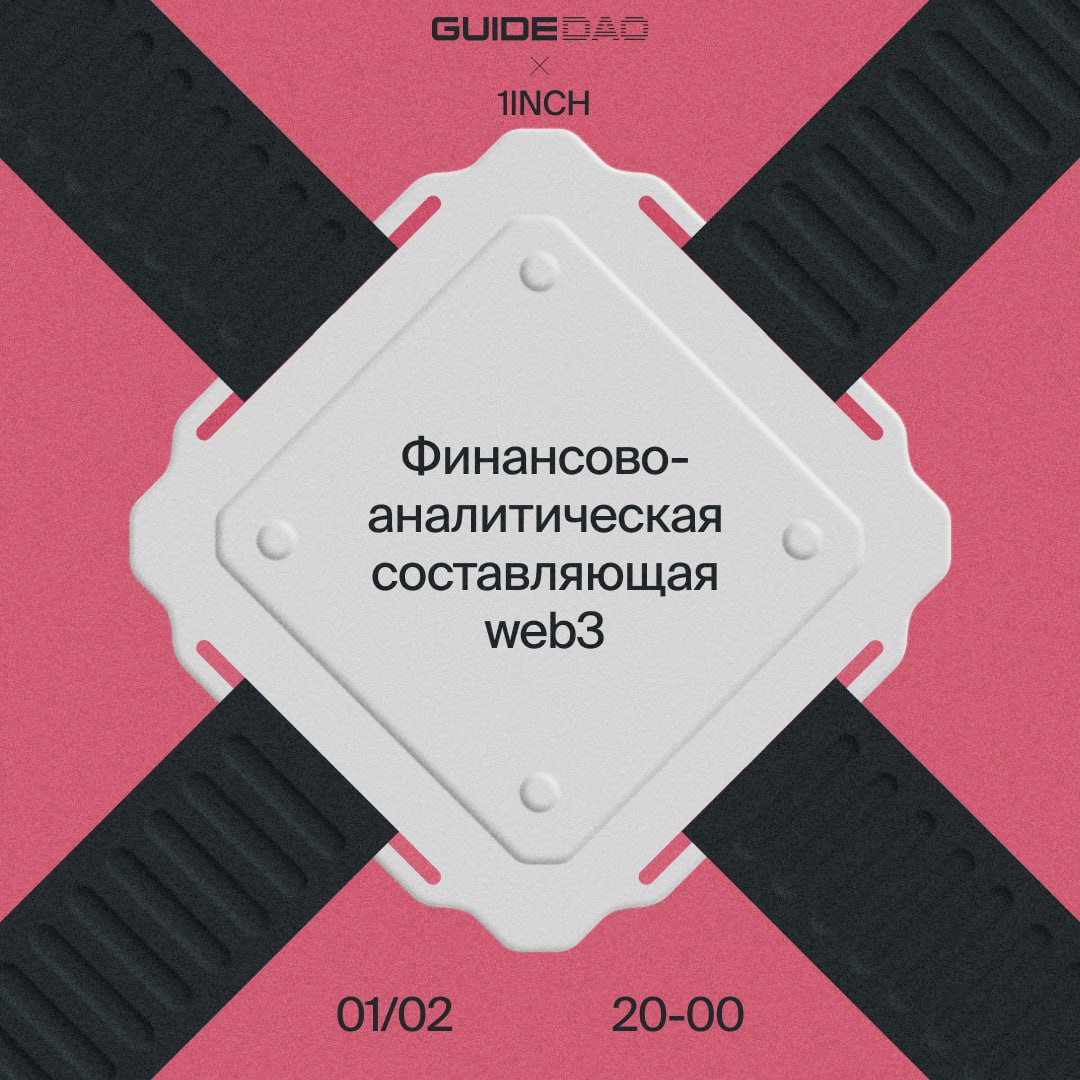 GUIDEDAO
×
1INCH
Финансово-
аналитическая
составляющая
web3
01/02 20-00